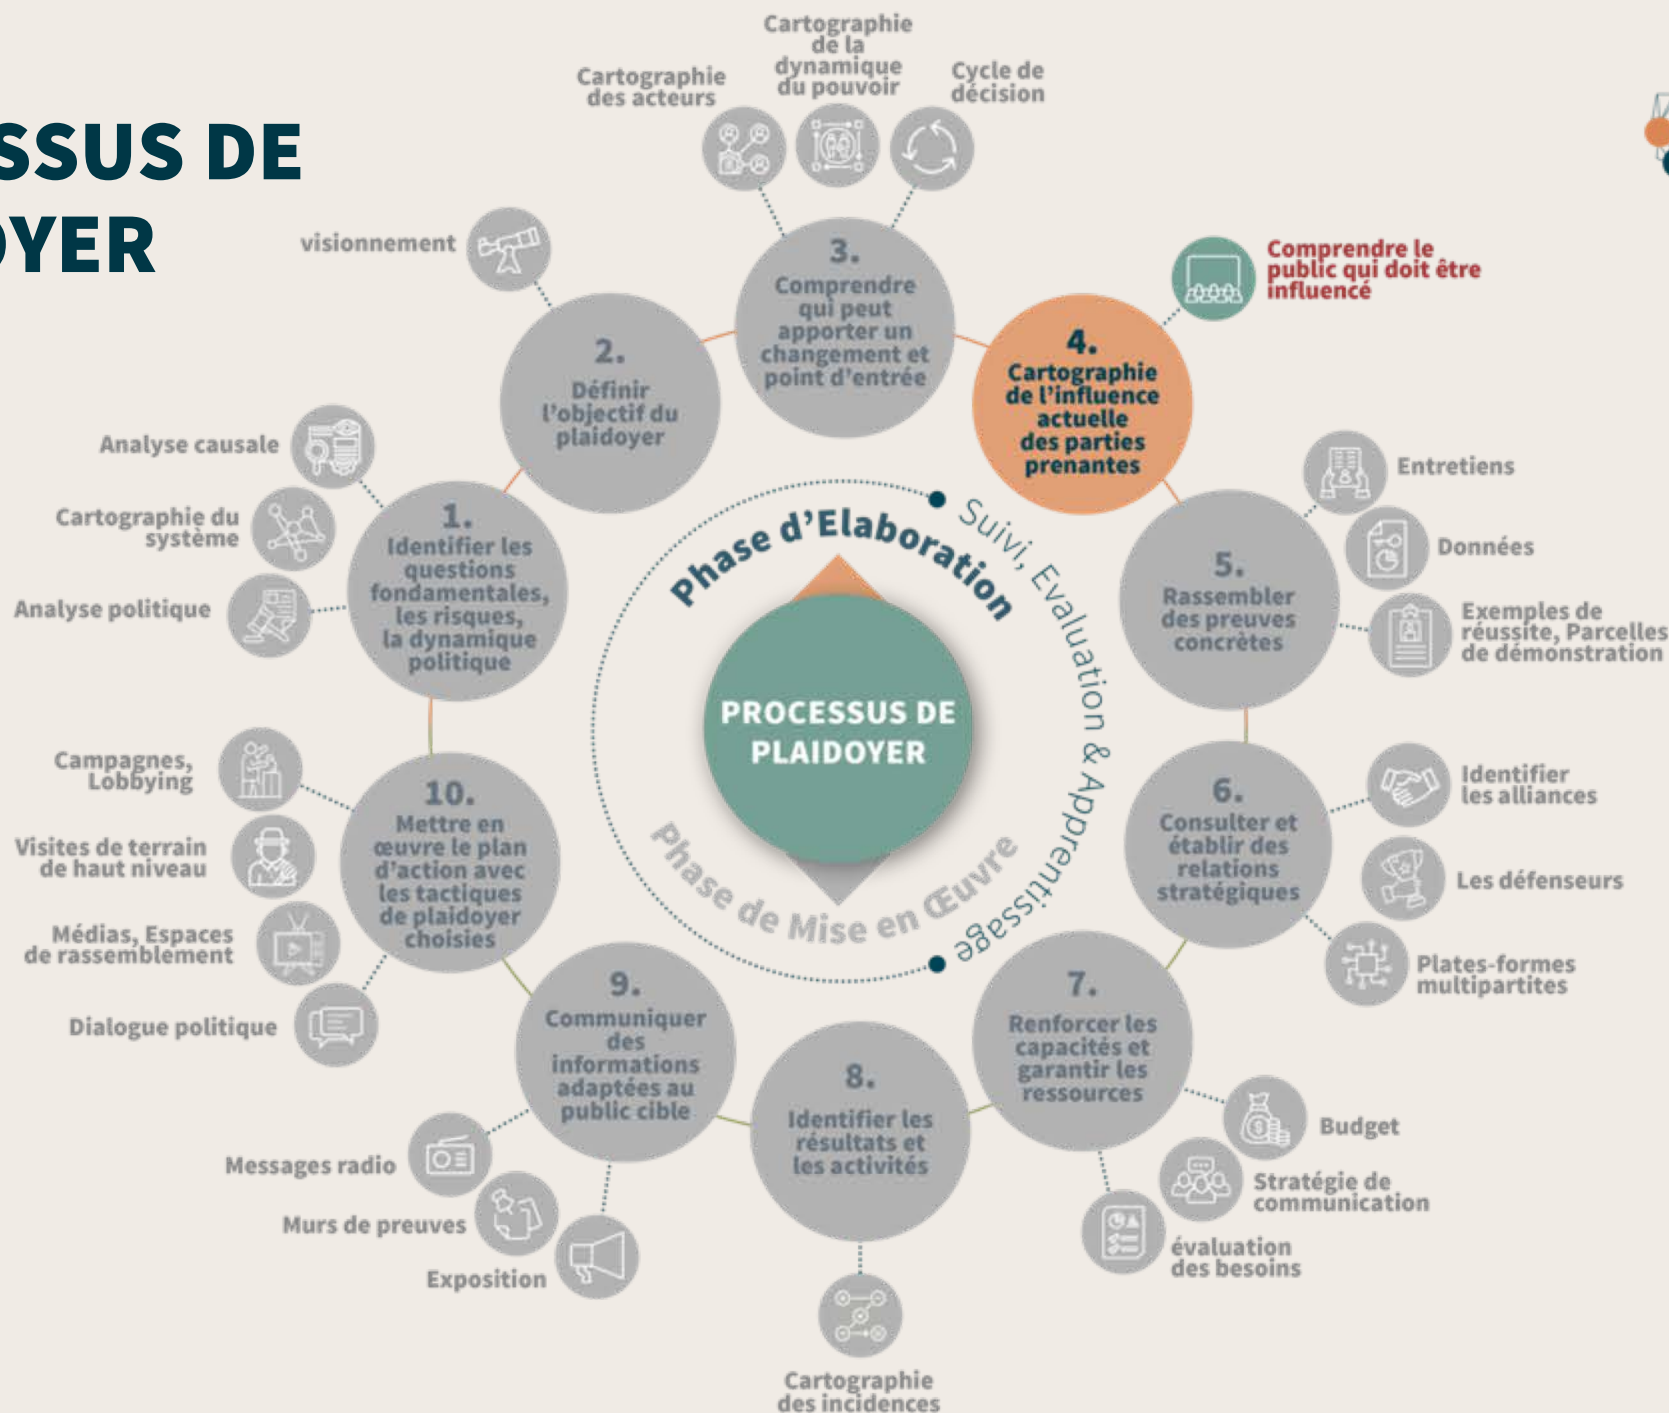 SSUS DE
OYER
Cartographie
des acteurs
Cartographie
de la
dynamique
du pouvoir
Cycle de
décision
visionnement
Comprendre le
public qui doit être
influencé
3.
Comprendre
qui peut
apporter un
changement et
point d'entrée
2.
Définir
l'objectif du
plaidoyer
4.
Cartographie
de l'influence
actuelle
des parties
prenantes
Analyse causale
Cartographie du
système
Analyse politique
1.
Identifier les
questions
fondamentales,
les risques,
la dynamique
politique
Entretiens
Données
Exemples de
réussite, Parcelles
de démonstration
5.
Rassembler
des preuves
concrètes
Phase d'Elaboration
Suivi, Evaluation & Apprentissage
PROCESSUS DE
PLAIDOYER
Phase de Mise en Œuvre
Campagnes,
Lobbying
Visites de terrain
de haut niveau
Médias, Espaces
de rassemblement
Dialogue politique
10.
Mettre en
œuvre le plan
d'action avec
les tactiques
de plaidoyer
choisies
6.
Consulter et
établir des
relations
stratégiques
Identifier
les alliances
Les défenseurs
Plates-formes
multipartites
9.
Communiquer
des
informations
adaptées au
public cible
8.
Identifier les
résultats et
les activités
7.
Renforcer les
capacités et
garantir les
ressources
Messages radio
Murs de preuves
Exposition
Budget
Stratégie de
communication
évaluation
des besoins
Cartographie
des incidences